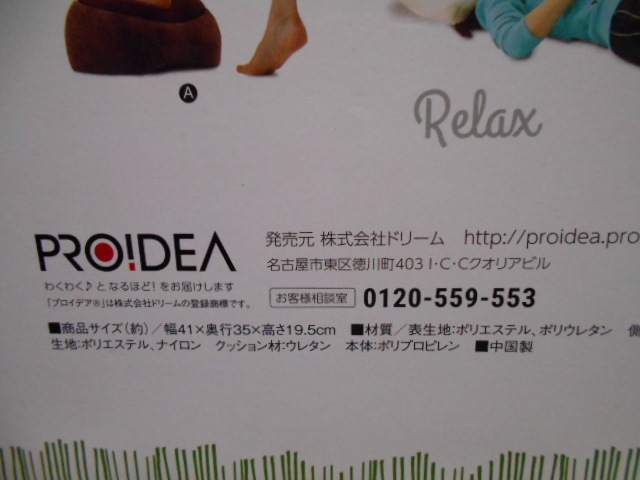 A
Relax
PRO!DEA
わくわく♪となるほど!をお届けします
「プロイデア®」は株式会社ドリームの登録商標です。
発売元 株式会社ドリーム http://proidea.pro
名古屋市東区徳川町403 I・C・Cクオリアビル
お客様相談室 0120-559-553
■商品サイズ(約)/幅41×奥行35×高さ19.5cm ■材質/表生地:ポリエステル、ポリウレタン 側
生地:ポリエステル、ナイロン クッション材:ウレタン 本体:ポリプロピレン ■中国製